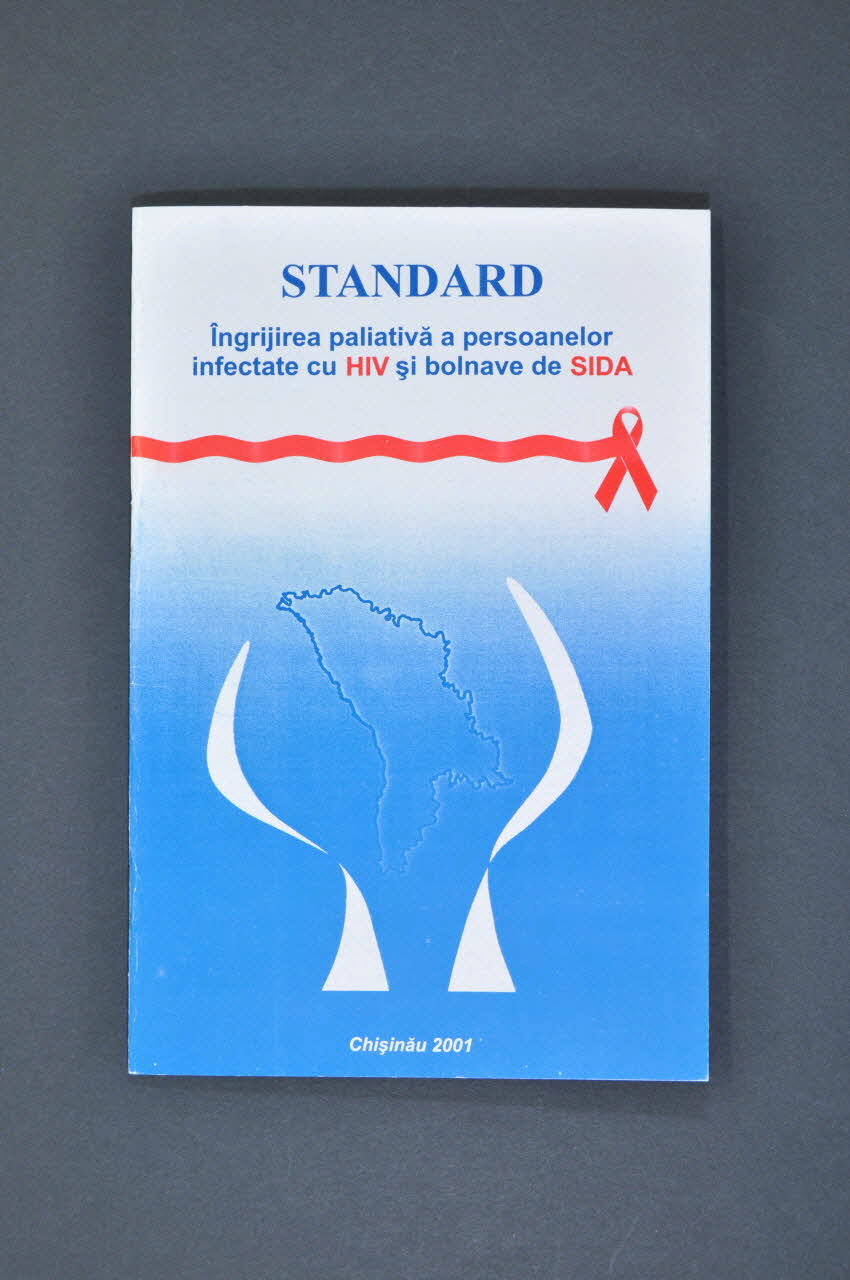 STANDARD
Îngrijirea paliativă a persoanelor
infectate cu HIV şi bolnave de SIDA
Chişinău 2001